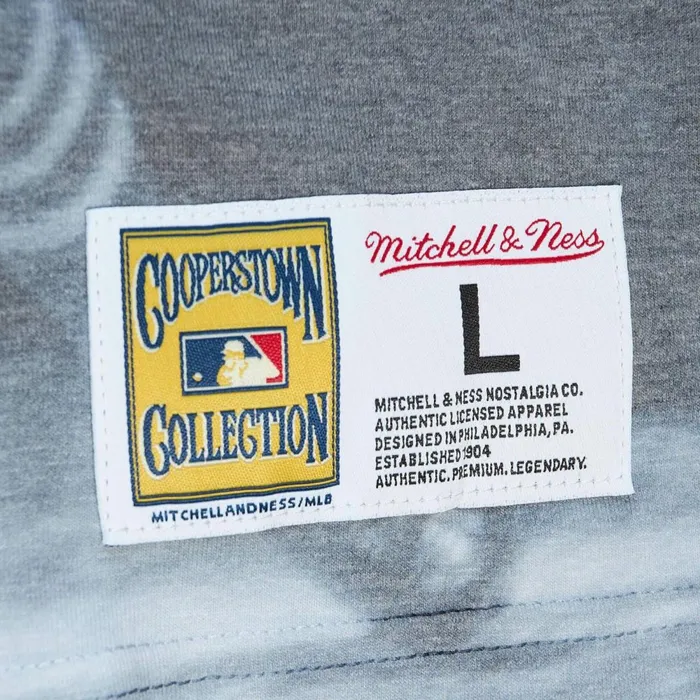 COOPERSTOWN
COLLECTION
MITCHELLANDNESS/MLB
Mitchell & Ness
L
MITCHELL & NESS NOSTALGIA CO.
AUTHENTIC LICENSED APPAREL
DESIGNED IN PHILADELPHIA, PA.
ESTABLISHED 1904
AUTHENTIC. PREMIUM. LEGENDARY.